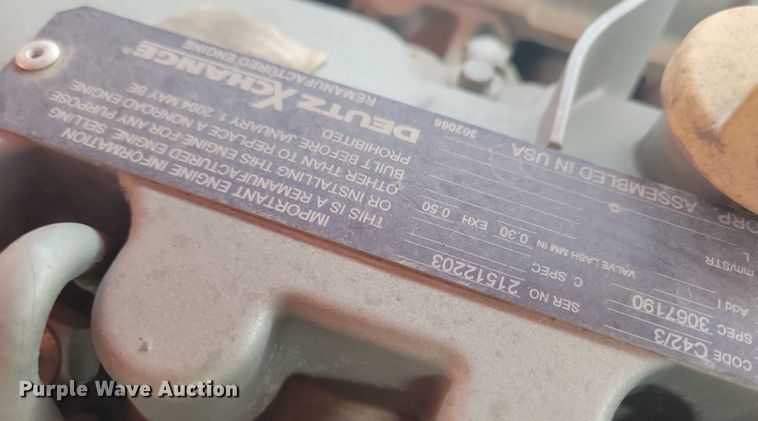 IMPORTANT ENGINE INFORMATION
THIS IS A REMANUFACTURED ENGINE SELLING
OR INSTALLING THIS ENGINE FOR ANY PURPOSE
OTHER THAN TO REPLACE A NONROAD ENGINE
BUILT BEFORE JANUARY 1 2004 MAY BE
PROHIBITED
DEUTZ XCHANGE®
REMANUFACTURED ENGINE
CODE C42/3
SPEC 3067190 SER NO 21512203
Add I C. SPEC
mm/STR VALVE LASH MM IN 0.30 EXH 0.50
L
CORP ASSEMBLED IN USA
302066
Purple Wave Auction